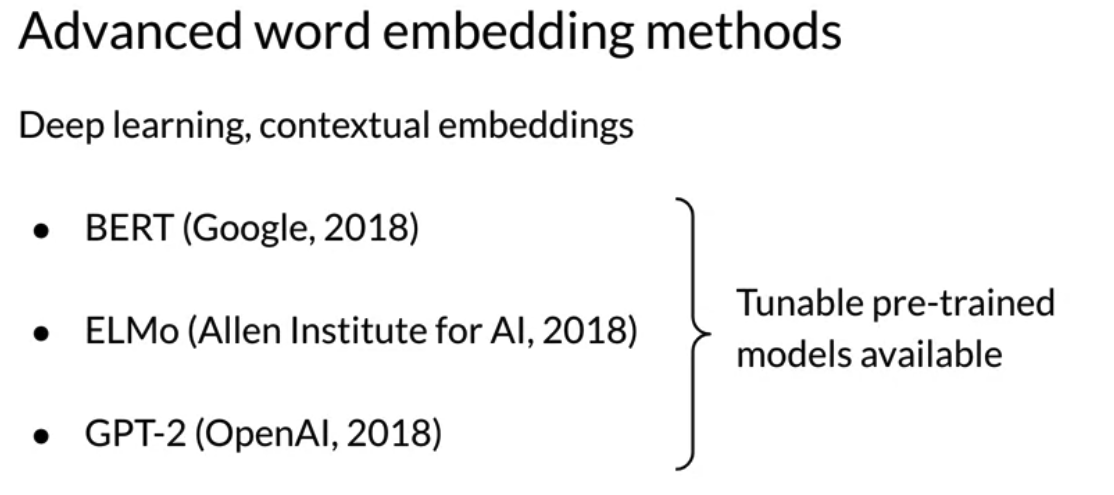 Advanced word embedding methods
Deep learning, contextual embeddings
● BERT (Google, 2018)
● ELMo (Allen Institute for AI, 2018)
● GPT-2 (OpenAI, 2018)
Tunable pre-trained
models available